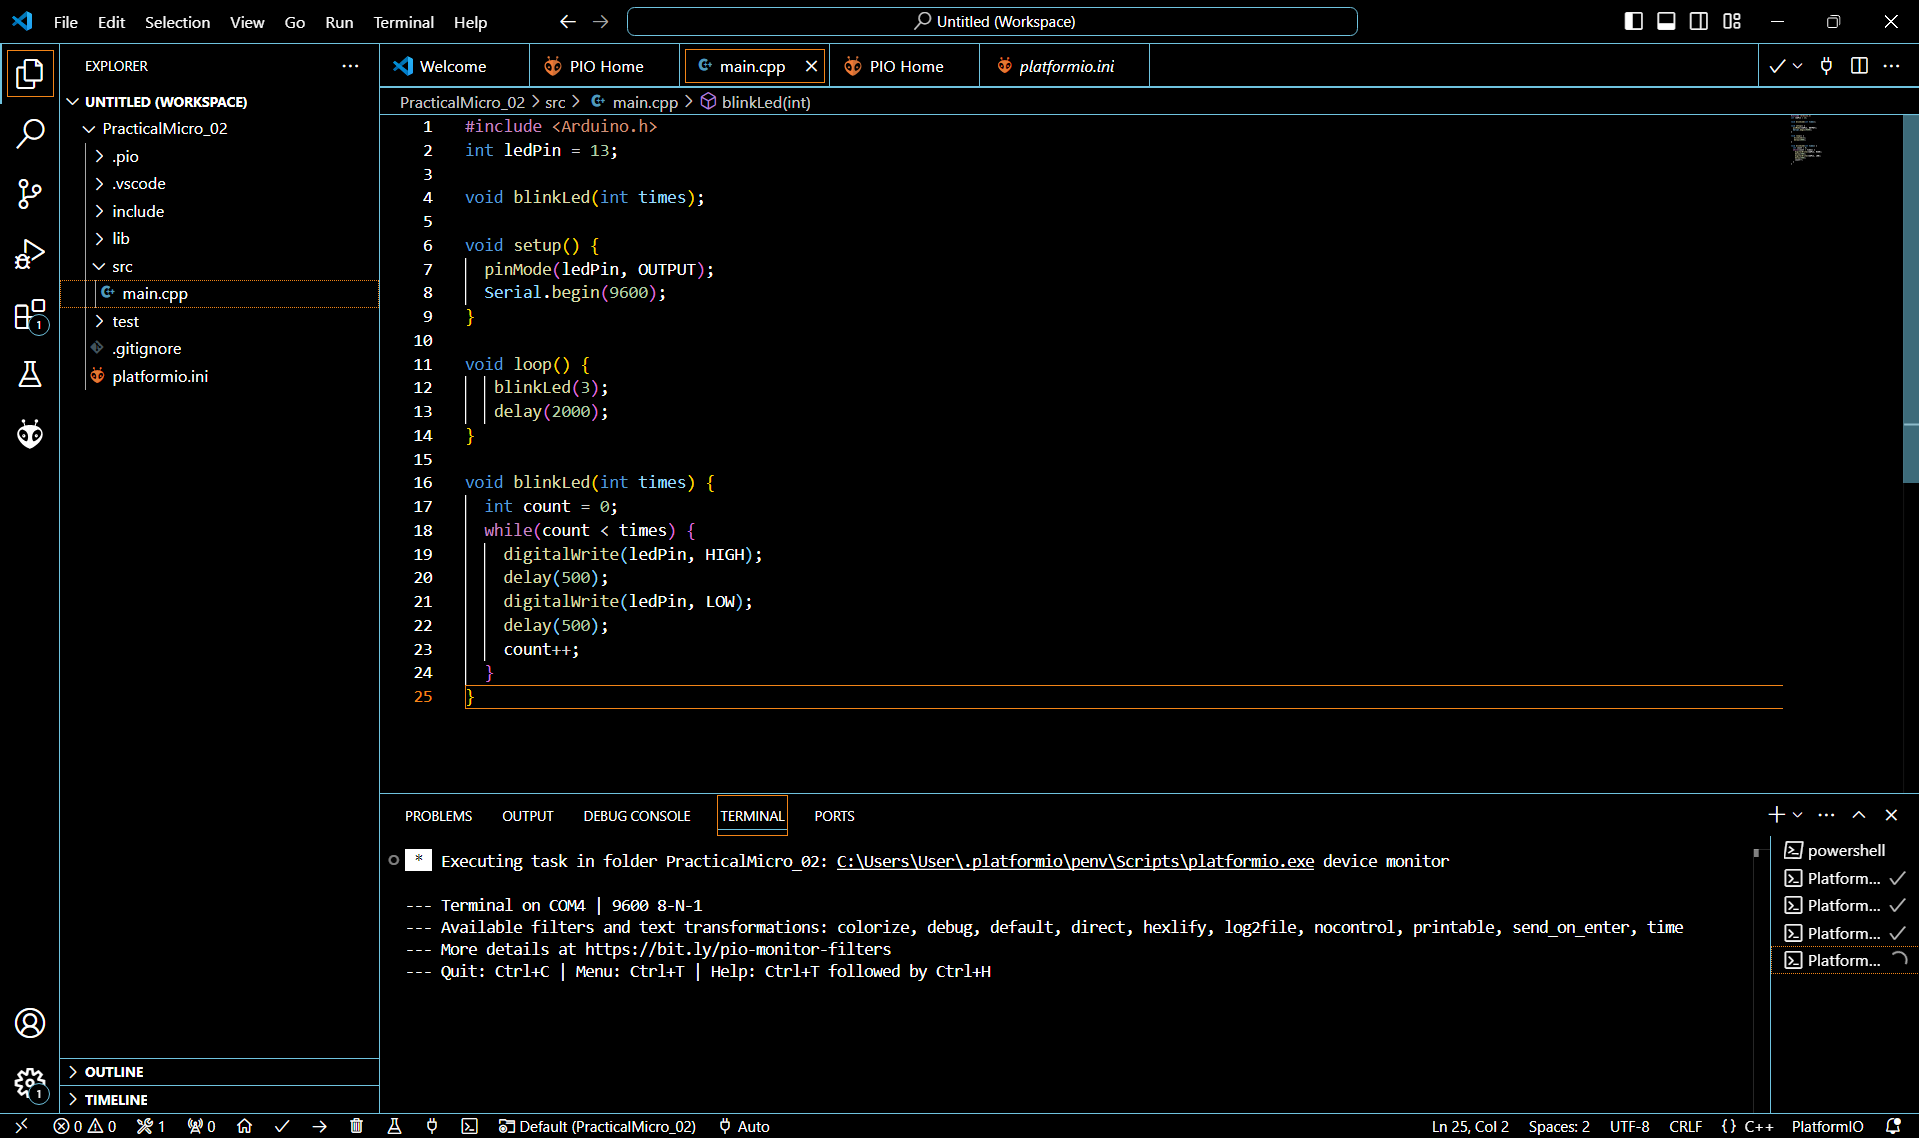 File Edit Selection View Go Run Terminal Help
Untitled (Workspace)
EXPLORER
UNTITLED (WORKSPACE)
PracticalMicro_02
.pio
.vscode
include
lib
src
main.cpp
test
.gitignore
platformio.ini
OUTLINE
TIMELINE
1
1
Welcome PIO Home main.cpp PIO Home platformio.ini
PracticalMicro_02 > src > main.cpp > blinkLed(int)
1 #include <Arduino.h>
2 int ledPin = 13;
3
4 void blinkLed(int times);
5
6 void setup() {
7 pinMode(ledPin, OUTPUT);
8 Serial.begin(9600);
9 }
10
11 void loop() {
12 blinkLed(3);
13 delay(2000);
14 }
15
16 void blinkLed(int times) {
17 int count = 0;
18 while(count < times) {
19 digitalWrite(ledPin, HIGH);
20 delay(500);
21 digitalWrite(ledPin, LOW);
22 delay(500);
23 count++;
24 }
25 }
PROBLEMS OUTPUT DEBUG CONSOLE TERMINAL PORTS
* Executing task in folder PracticalMicro_02: C:\Users\User\.platformio\penv\Scripts\platformio.exe device monitor
--- Terminal on COM4 | 9600 8-N-1
--- Available filters and text transformations: colorize, debug, default, direct, hexlify, log2file, nocontrol, printable, send_on_enter, time
--- More details at https://bit.ly/pio-monitor-filters
--- Quit: Ctrl+C | Menu: Ctrl+T | Help: Ctrl+T followed by Ctrl+H
powershell
Platform...
Platform...
Platform...
Platform...
0 0 1 0 Default (PracticalMicro_02) Auto Ln 25, Col 2 Spaces: 2 UTF-8 CRLF {} C++ PlatformIO